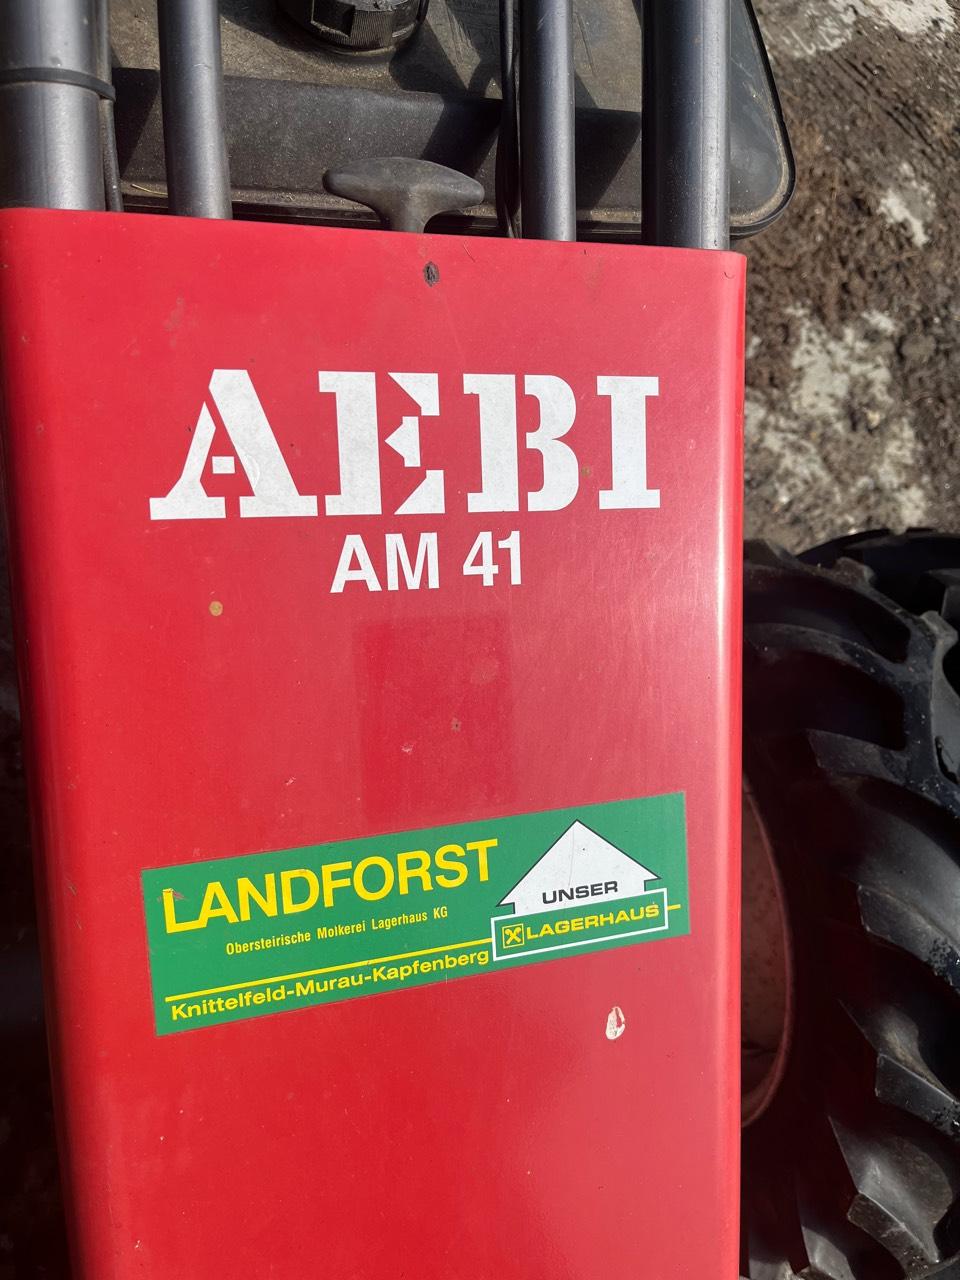 AEBI
AM 41
LANDFORST
Obersteirische Molkerei Lagerhaus KG
Knittelfeld-Murau-Kapfenberg
UNSER
LAGERHAUS